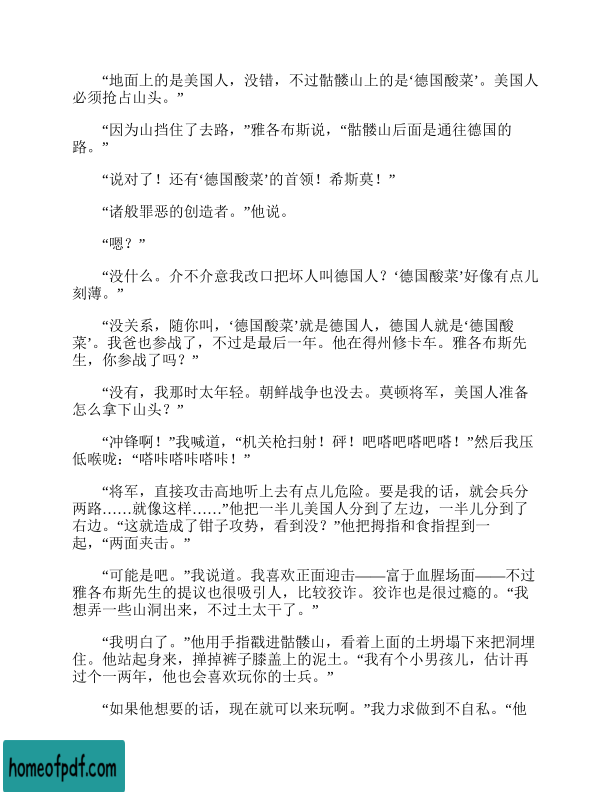 “地面上的是美国人，没错，不过骷髅山上的是‘德国酸菜’。美国人
必须抢占山头。”
“因为山挡住了去路，”雅各布斯说，“骷髅山后面是通往德国的
路。”
“说对了！还有‘德国酸菜’的首领！希斯莫！”
“诸般罪恶的创造者。”他说。
“嗯？”
“没什么。介不介意我改口把坏人叫德国人？‘德国酸菜’好像有点儿
刻薄。”
“没关系，随你叫，‘德国酸菜’就是德国人，德国人就是‘德国酸
菜’。我爸也参战了，不过是最后一年。他在得州修卡车。雅各布斯先
生，你参战了吗？”
“没有，我那时太年轻。朝鲜战争也没去。莫顿将军，美国人准备
怎么拿下山头？”
“冲锋啊！”我喊道，“机关枪扫射！砰！吧嗒吧嗒吧嗒！”然后我压
低喉咙：“嗒咔嗒咔嗒咔！”
“将军，直接攻击高地听上去有点儿危险。要是我的话，就会兵分
两路……就像这样……”他把一半儿美国人分到了左边，一半儿分到了
右边。“这就造成了钳子攻势，看到没？”他把拇指和食指捏到一
起，“两面夹击。”
“可能是吧。”我说道。我喜欢正面迎击——富于血腥场面——不过
雅各布斯先生的提议也很吸引人，比较狡诈。狡诈也是很过瘾的。“我
想弄一些山洞出来，不过土太干了。”
“我明白了。”他用手指戳进骷髅山，看着上面的土坍塌下来把洞埋
住。他站起身来，掸掉裤子膝盖上的泥土。“我有个小男孩儿，估计再
过个一两年，他也会喜欢玩你的士兵。”
“如果他想要的话，现在就可以来玩啊。”我力求做到不自私。“他
homeofpdf.com